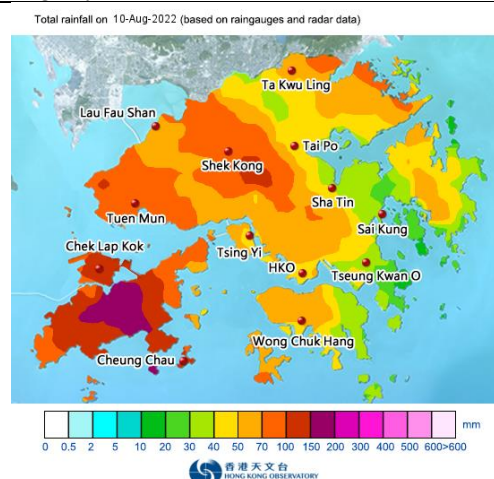 Total rainfall on 10-Aug-2022 (based on raingauges and radar data)
Ta Kwu Ling
Lau Fau Shan
Tai Po
Shek Kong
Sha Tin
Tuen Mun
Sai Kung
Chek Lap Kok
Tsing Yi
HKO
Tseung Kwan O
Wong Chuk Hang
Cheung Chau
mm
0 0.5 2 5 10 20 30 40 50 70 100 150 200 300 400 500 600 >600
香港天文台
HONG KONG OBSERVATORY